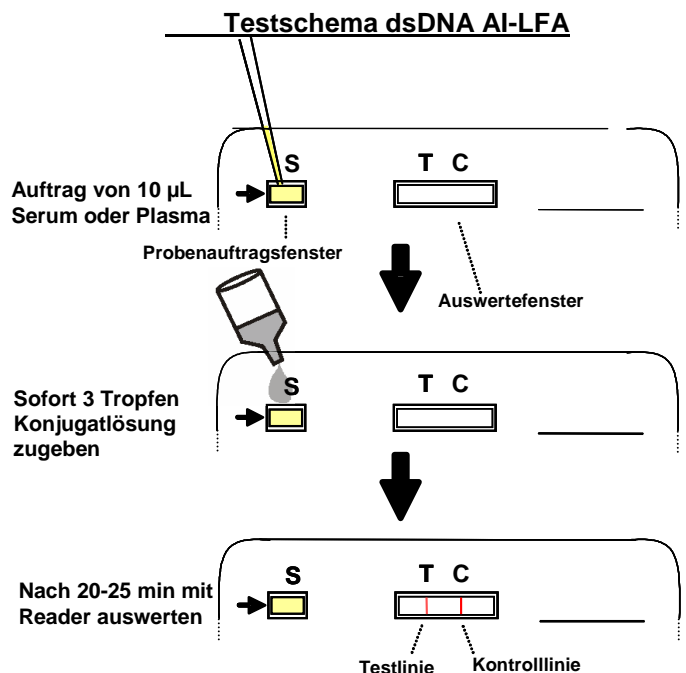 Testschema dsDNA AI-LFA
S
T C
Auftrag von 10 µL
Serum oder Plasma
Probenauftragsfenster
Auswertefenster
S
T C
Sofort 3 Tropfen
Konjugatlösung
zugeben
S
T C
Nach 20-25 min mit
Reader auswerten
Testlinie Kontrolllinie